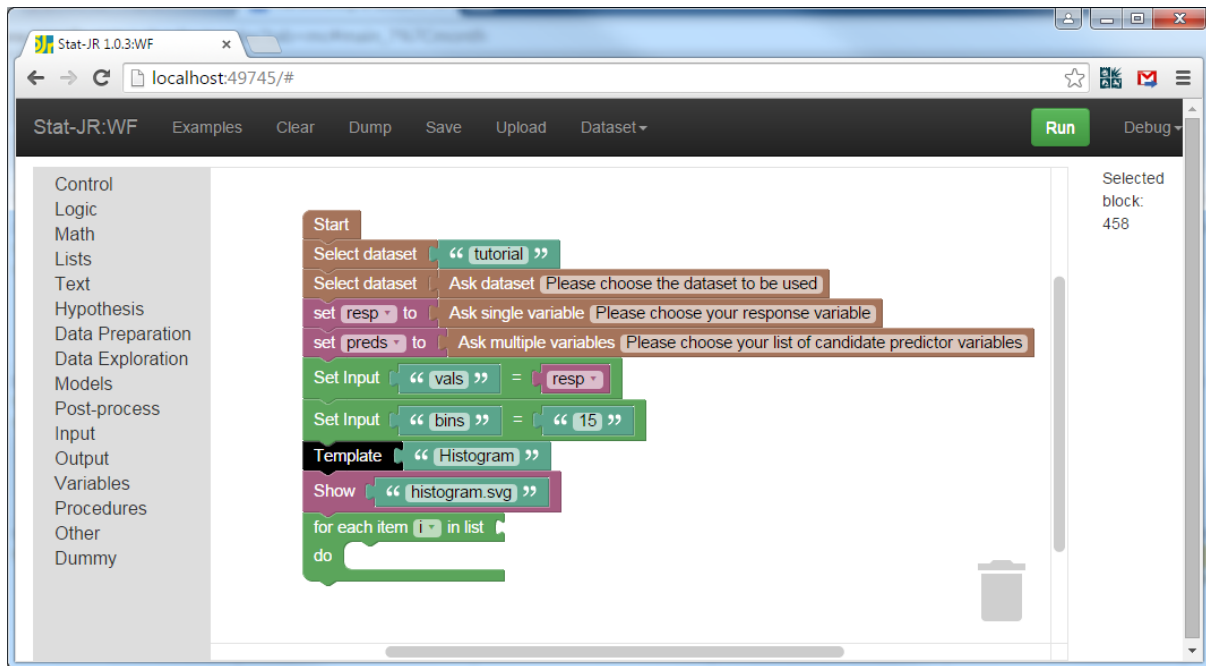 Stat-JR 1.0.3:WF
localhost:49745/#
Stat-JR:WF Examples Clear Dump Save Upload Dataset Run Debug
Control
Logic
Math
Lists
Text
Hypothesis
Data Preparation
Data Exploration
Models
Post-process
Input
Output
Variables
Procedures
Other
Dummy
Start
Select dataset “ tutorial ”
Select dataset Ask dataset Please choose the dataset to be used
set resp to Ask single variable Please choose your response variable
set preds to Ask multiple variables Please choose your list of candidate predictor variables
Set Input “ vals ” = resp
Set Input “ bins ” = “ 15 ”
Template “ Histogram ”
Show “ histogram.svg ”
for each item i in list
do
Selected
block:
458